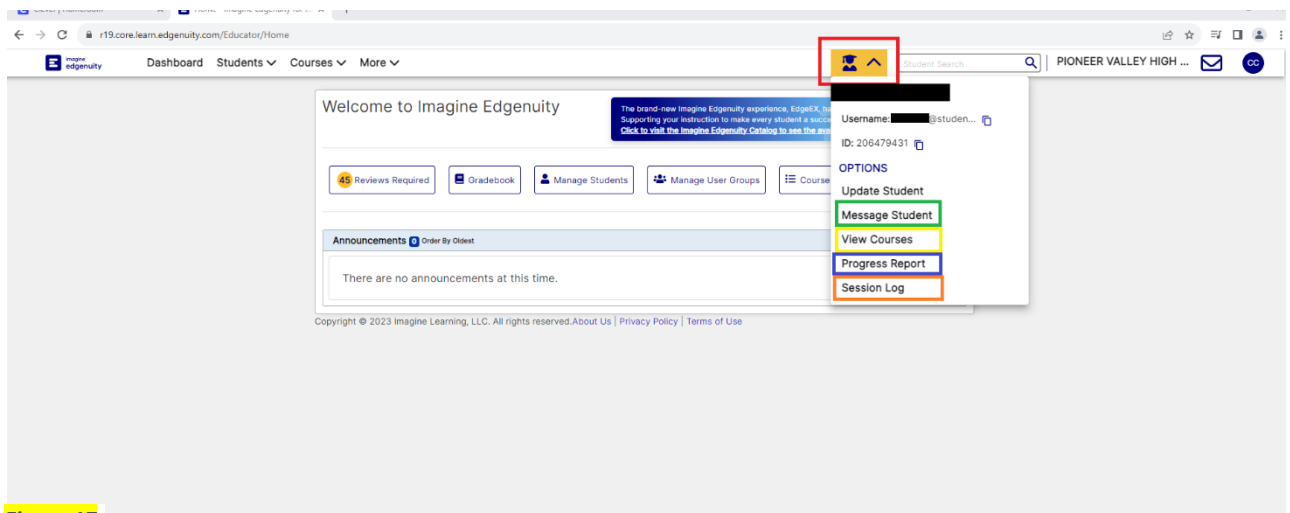 r19.core.learn.edgenuity.com/Educator/Home
imagine edgenuity
Dashboard Students Courses More
Student Search
PIONEER VALLEY HIGH ...
CC
Welcome to Imagine Edgenuity
The brand-new Imagine Edgenuity experience, EdgeEX,
Supporting your instruction to make every student a
Click to visit the Imagine Edgenuity Catalog to see the
45 Reviews Required
Gradebook
Manage Students
Manage User Groups
Course
Announcements 0 Order By Oldest
There are no announcements at this time.
Copyright © 2023 Imagine Learning, LLC. All rights reserved.About Us | Privacy Policy | Terms of Use
Username: @studen...
ID: 206479431
OPTIONS
Update Student
Message Student
View Courses
Progress Report
Session Log